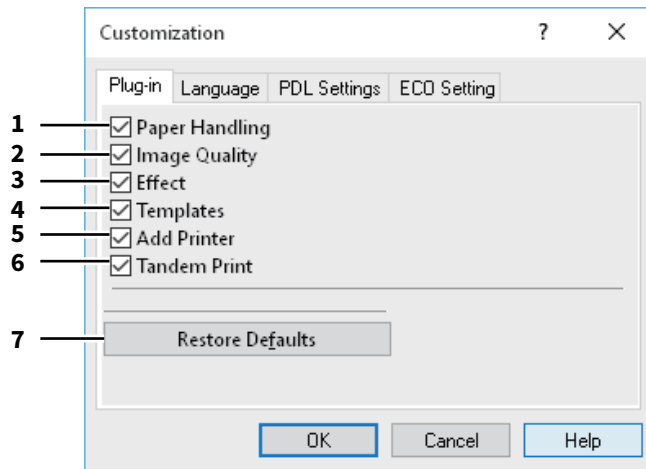 Customization ? X
Plug-in Language PDL Settings ECO Setting
1 Paper Handling
2 Image Quality
3 Effect
4 Templates
5 Add Printer
6 Tandem Print
7 Restore Defaults
OK Cancel Help